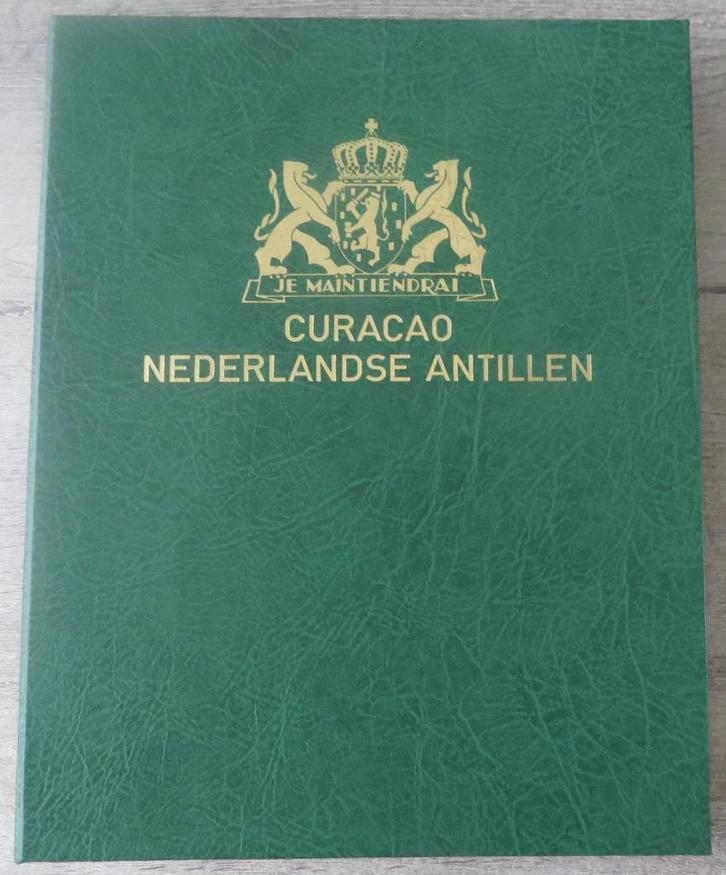 JE MAINTIENDRAI
CURACAO
NEDERLANDSE ANTILLEN